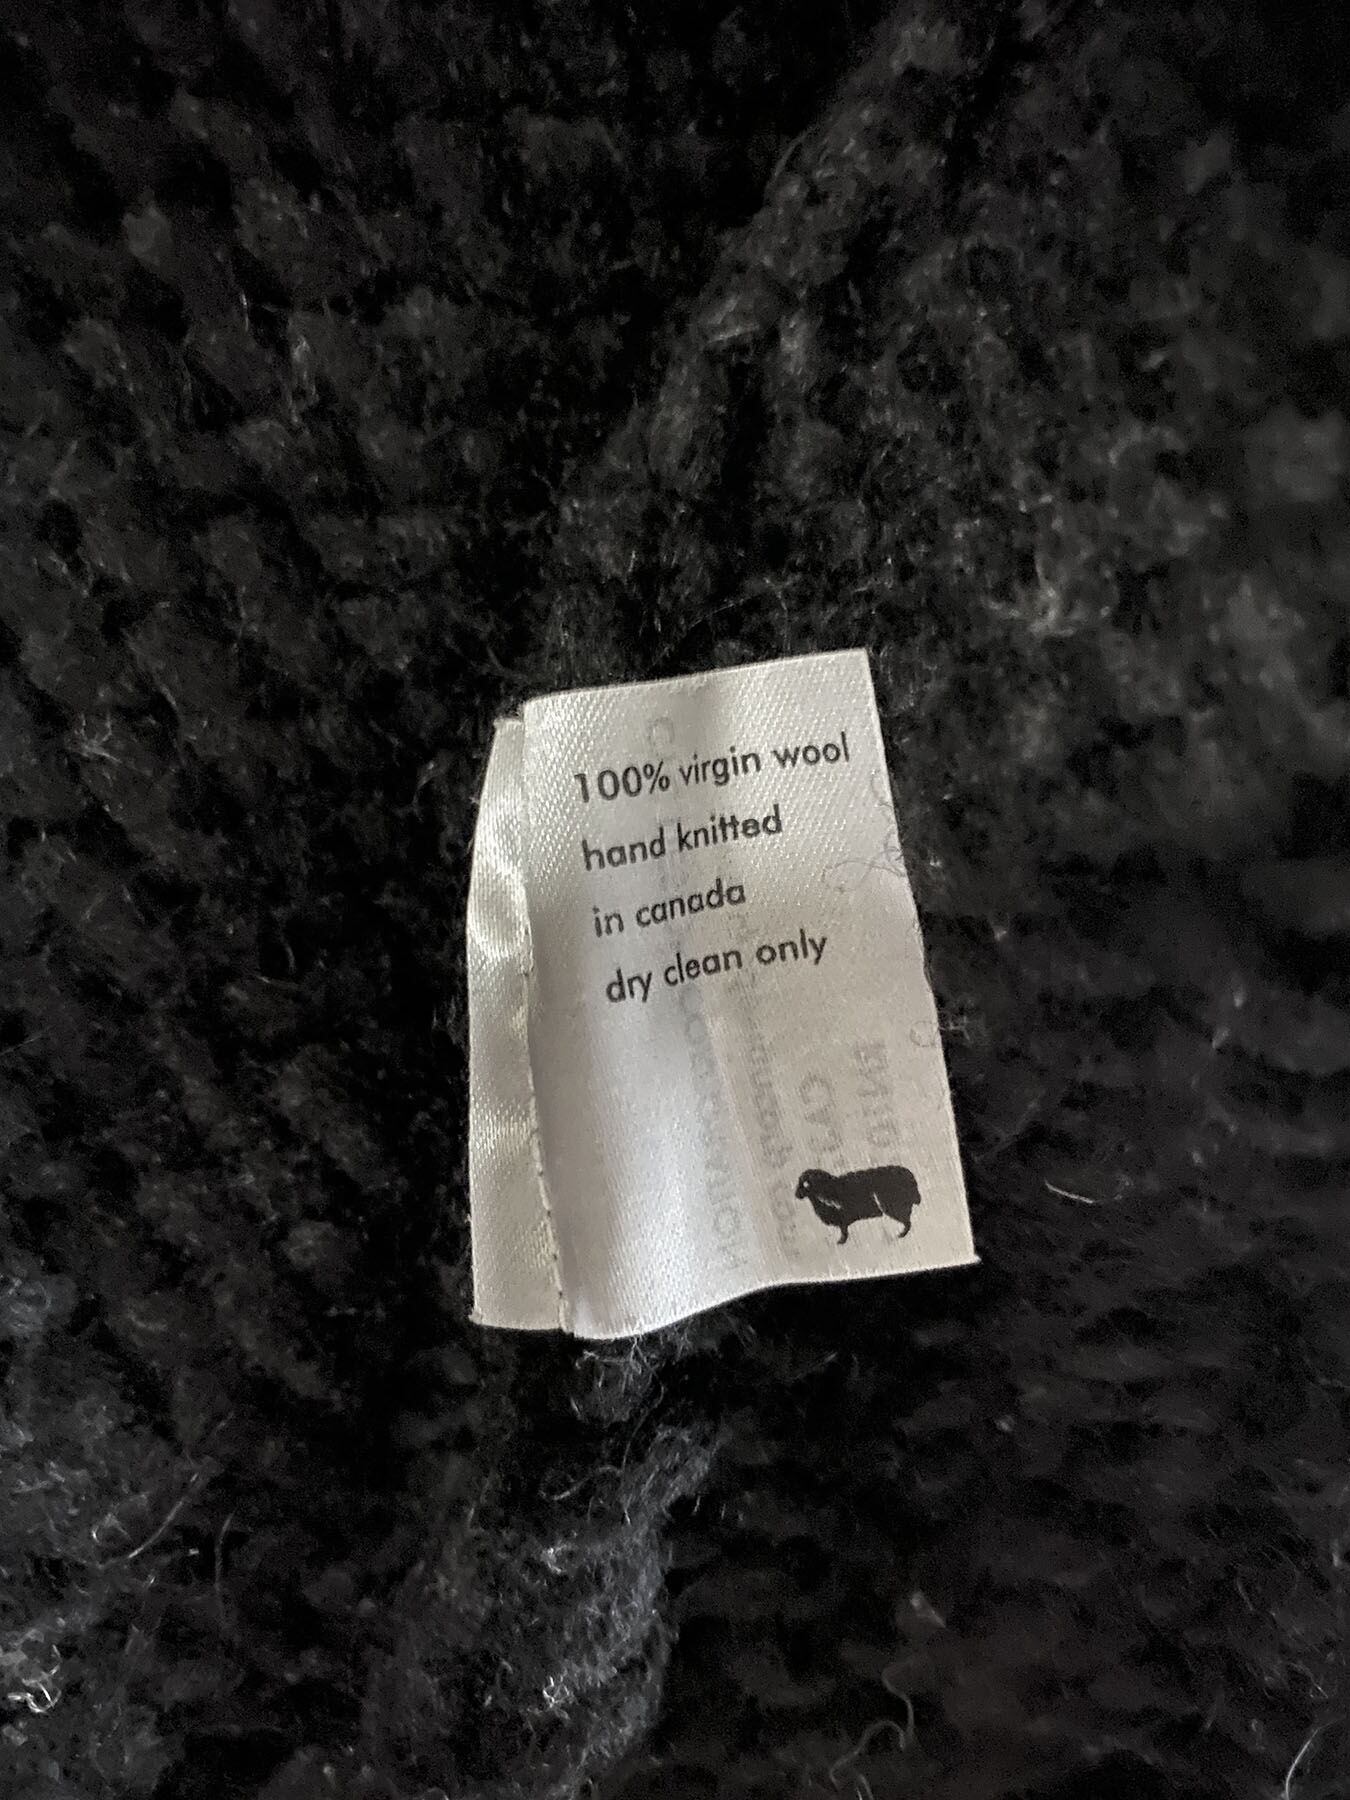 100% virgin wool
hand knitted
in canada
dry clean only